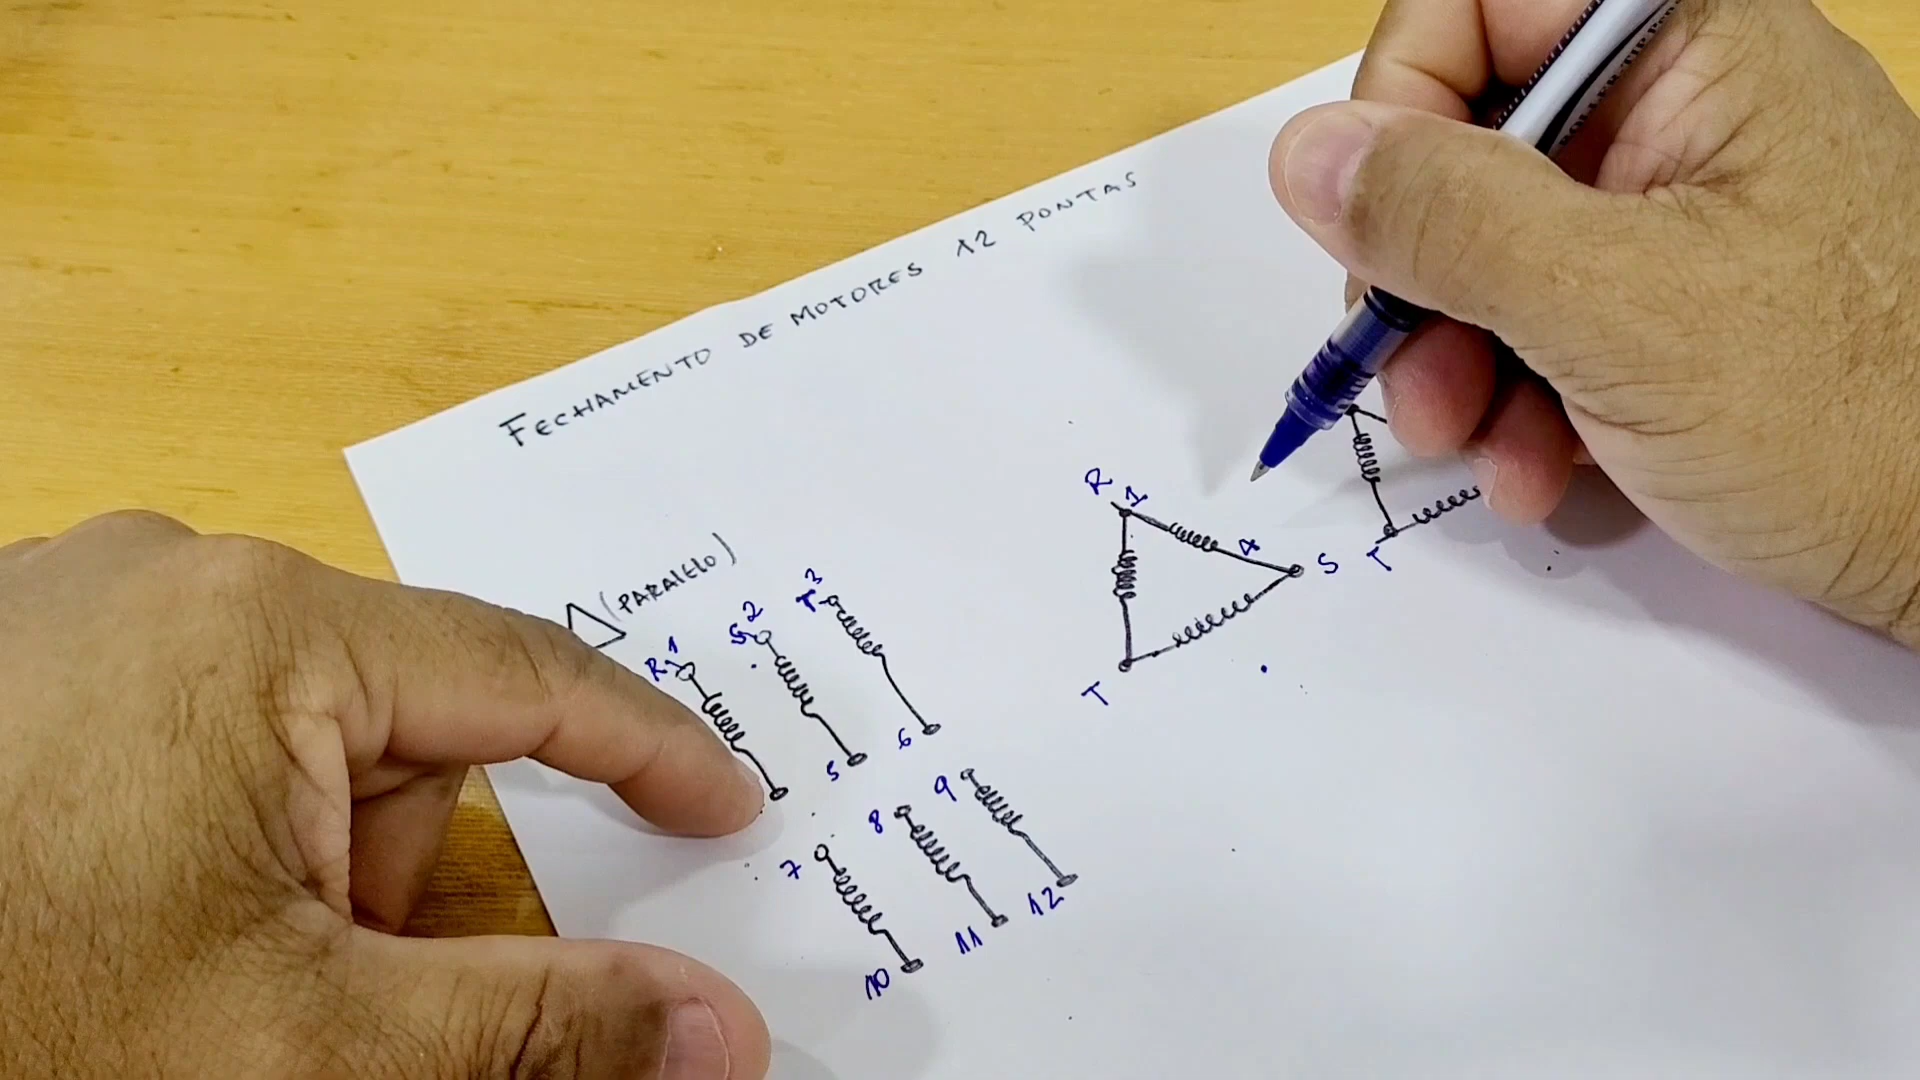 FECHAMENTO DE MOTORES 12 PONTAS
(PARALELO)
R 1
S 2
T 3
5
6
7
8
9
10
11
12
R 1
4
S
T
T